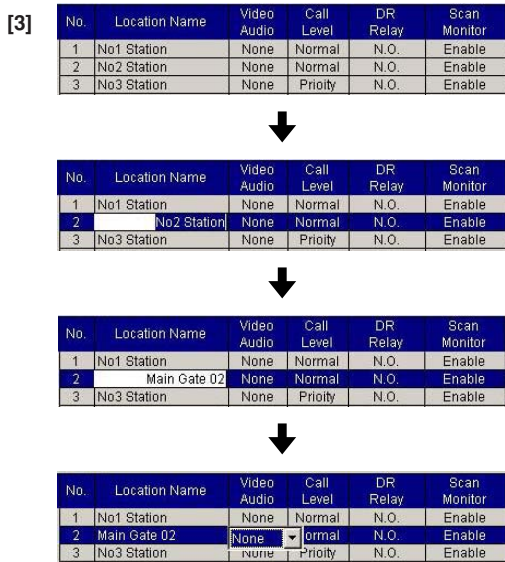 [3]
No. Location Name Video Audio Call Level DR Relay Scan Monitor
1 No1 Station None Normal N.O. Enable
2 No2 Station None Normal N.O. Enable
3 No3 Station None Prioity N.O. Enable
No. Location Name Video Audio Call Level DR Relay Scan Monitor
1 No1 Station None Normal N.O. Enable
2 No2 Station None Normal N.O. Enable
3 No3 Station None Prioity N.O. Enable
No. Location Name Video Audio Call Level DR Relay Scan Monitor
1 No1 Station None Normal N.O. Enable
2 Main Gate 02 None Normal N.O. Enable
3 No3 Station None Prioity N.O. Enable
No. Location Name Video Audio Call Level DR Relay Scan Monitor
1 No1 Station None Normal N.O. Enable
2 Main Gate 02 None ormal N.O. Enable
3 No3 Station None Prioity N.O. Enable